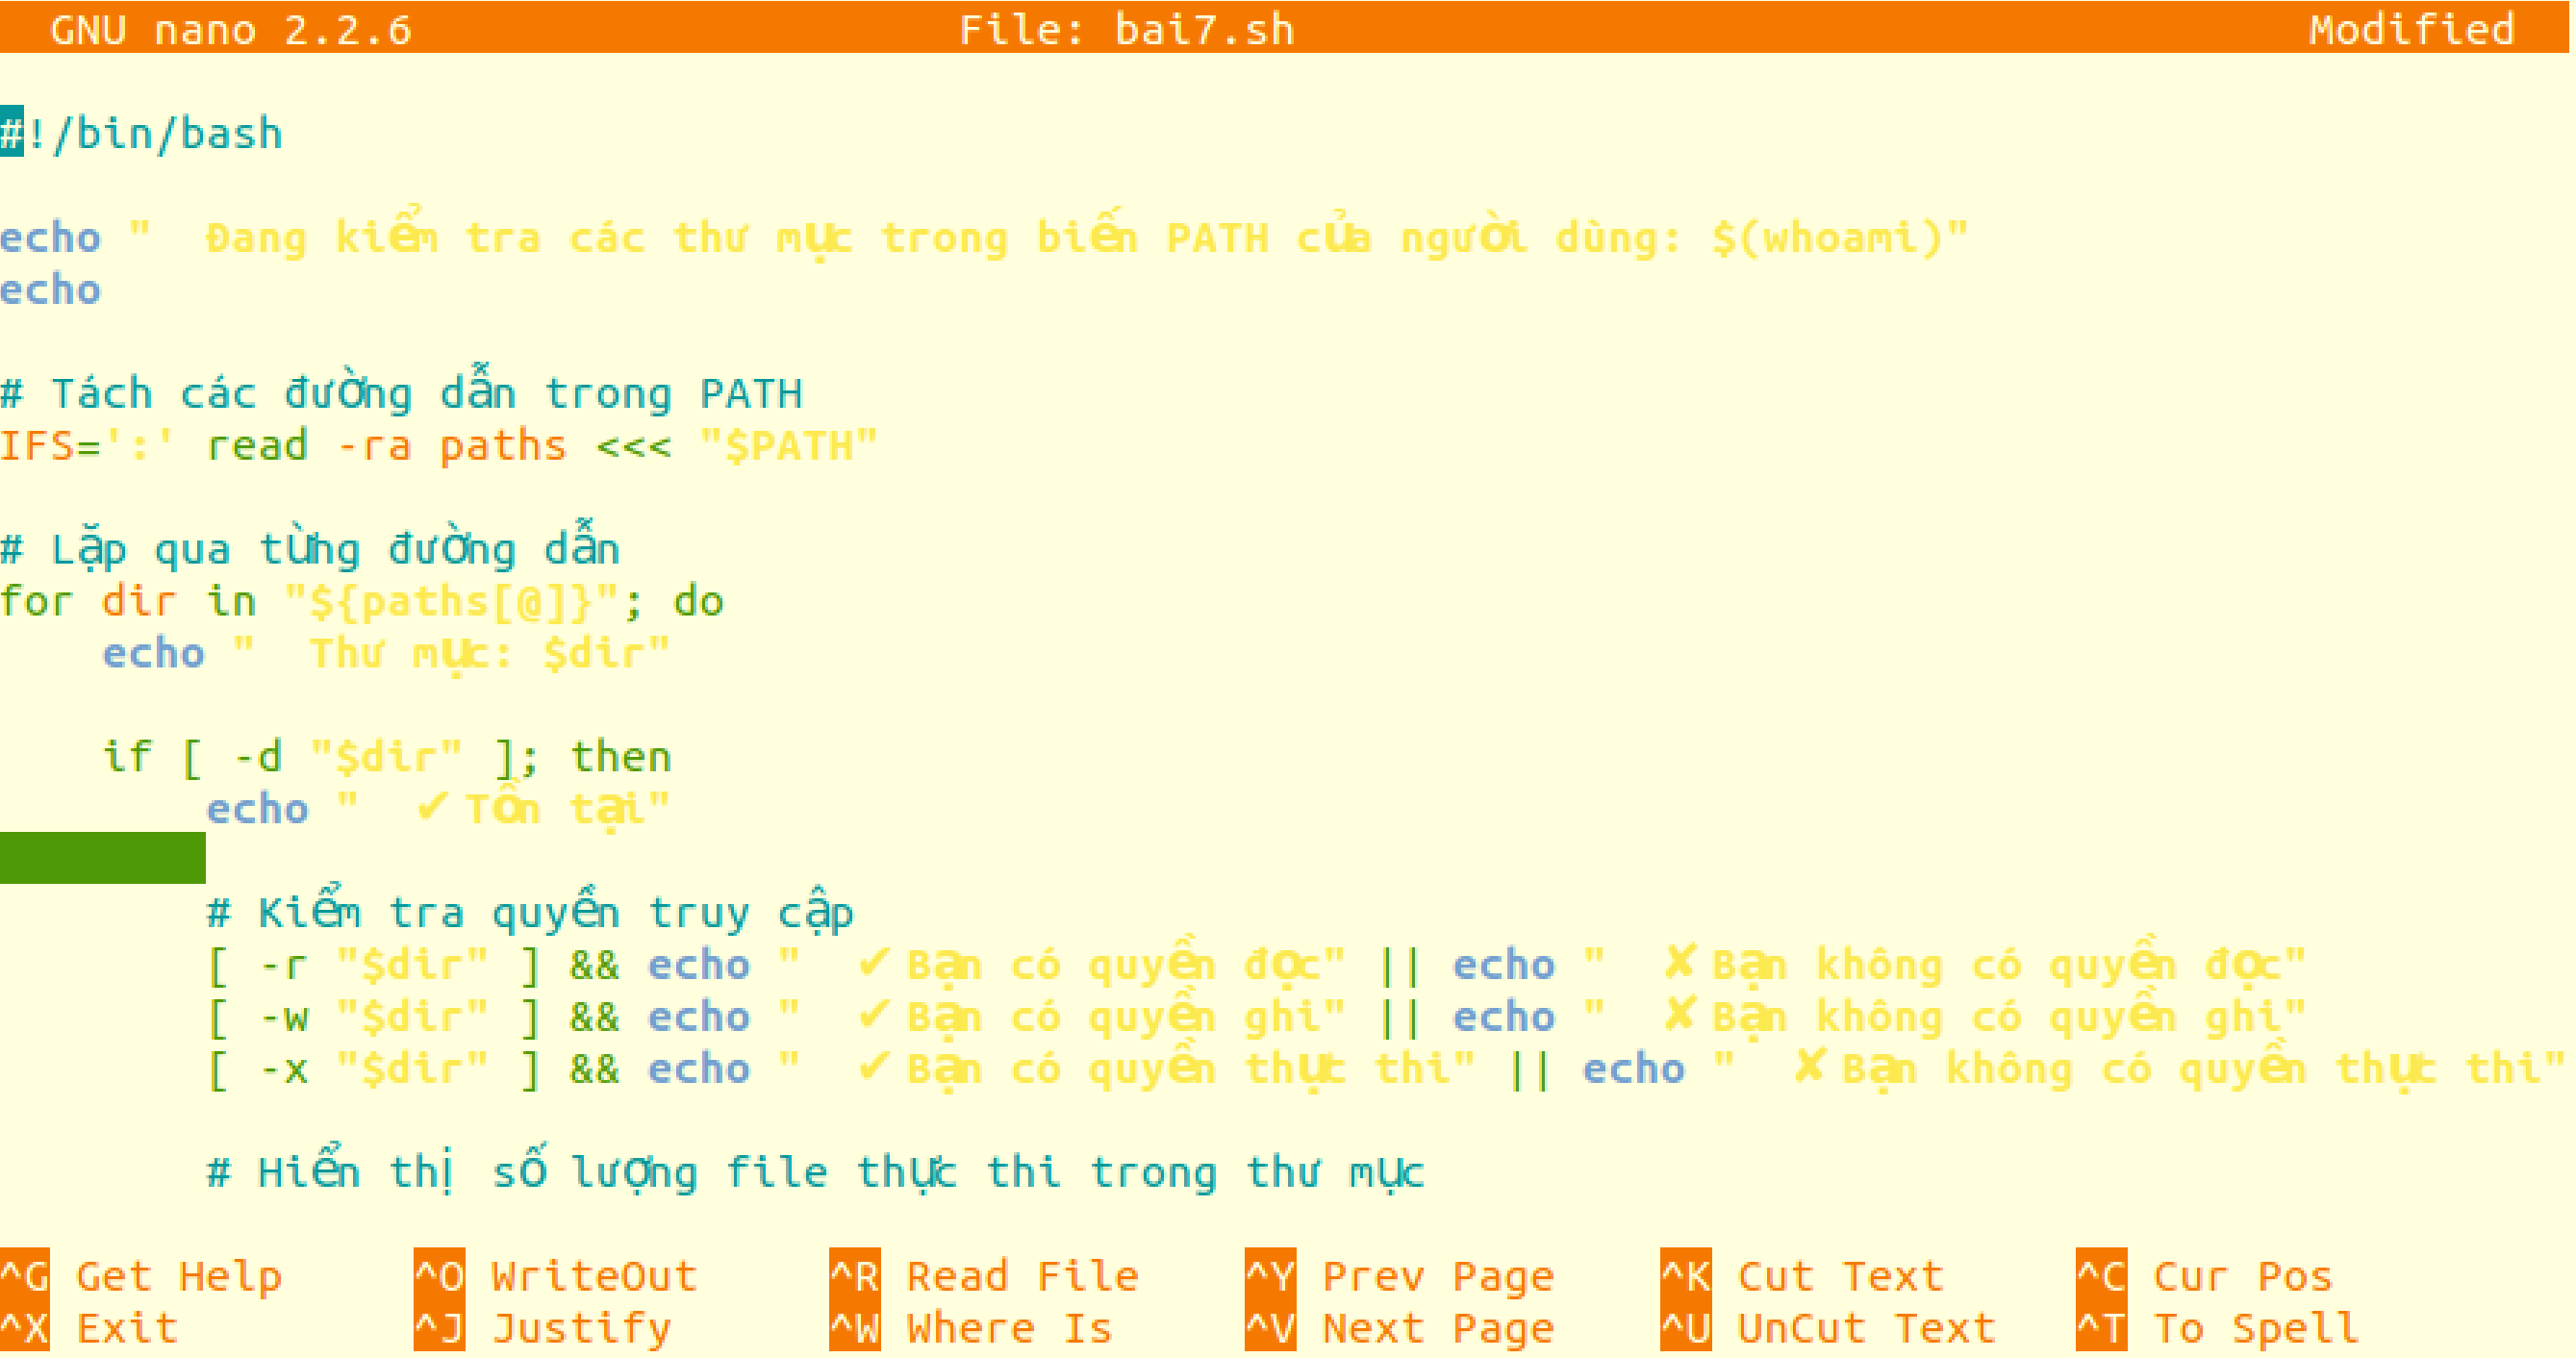 GNU nano 2.2.6 File: bai7.sh Modified
#!/bin/bash
echo "  Đang kiểm tra các thư mục trong biến PATH của người dùng: $(whoami)"
echo
# Tách các đường dẫn trong PATH
IFS=':' read -ra paths <<< "$PATH"
# Lặp qua từng đường dẫn
for dir in "${paths[@]}"; do
    echo "  Thư mục: $dir"
    if [ -d "$dir" ]; then
        echo "  ✔ Tồn tại"
        # Kiểm tra quyền truy cập
        [ -r "$dir" ] && echo "  ✔ Bạn có quyền đọc" || echo "  ✘ Bạn không có quyền đọc"
        [ -w "$dir" ] && echo "  ✔ Bạn có quyền ghi" || echo "  ✘ Bạn không có quyền ghi"
        [ -x "$dir" ] && echo "  ✔ Bạn có quyền thực thi" || echo "  ✘ Bạn không có quyền thực thi"
        # Hiển thị số lượng file thực thi trong thư mục
^G Get Help ^O WriteOut ^R Read File ^Y Prev Page ^K Cut Text ^C Cur Pos
^X Exit ^J Justify ^W Where Is ^V Next Page ^U UnCut Text ^T To Spell